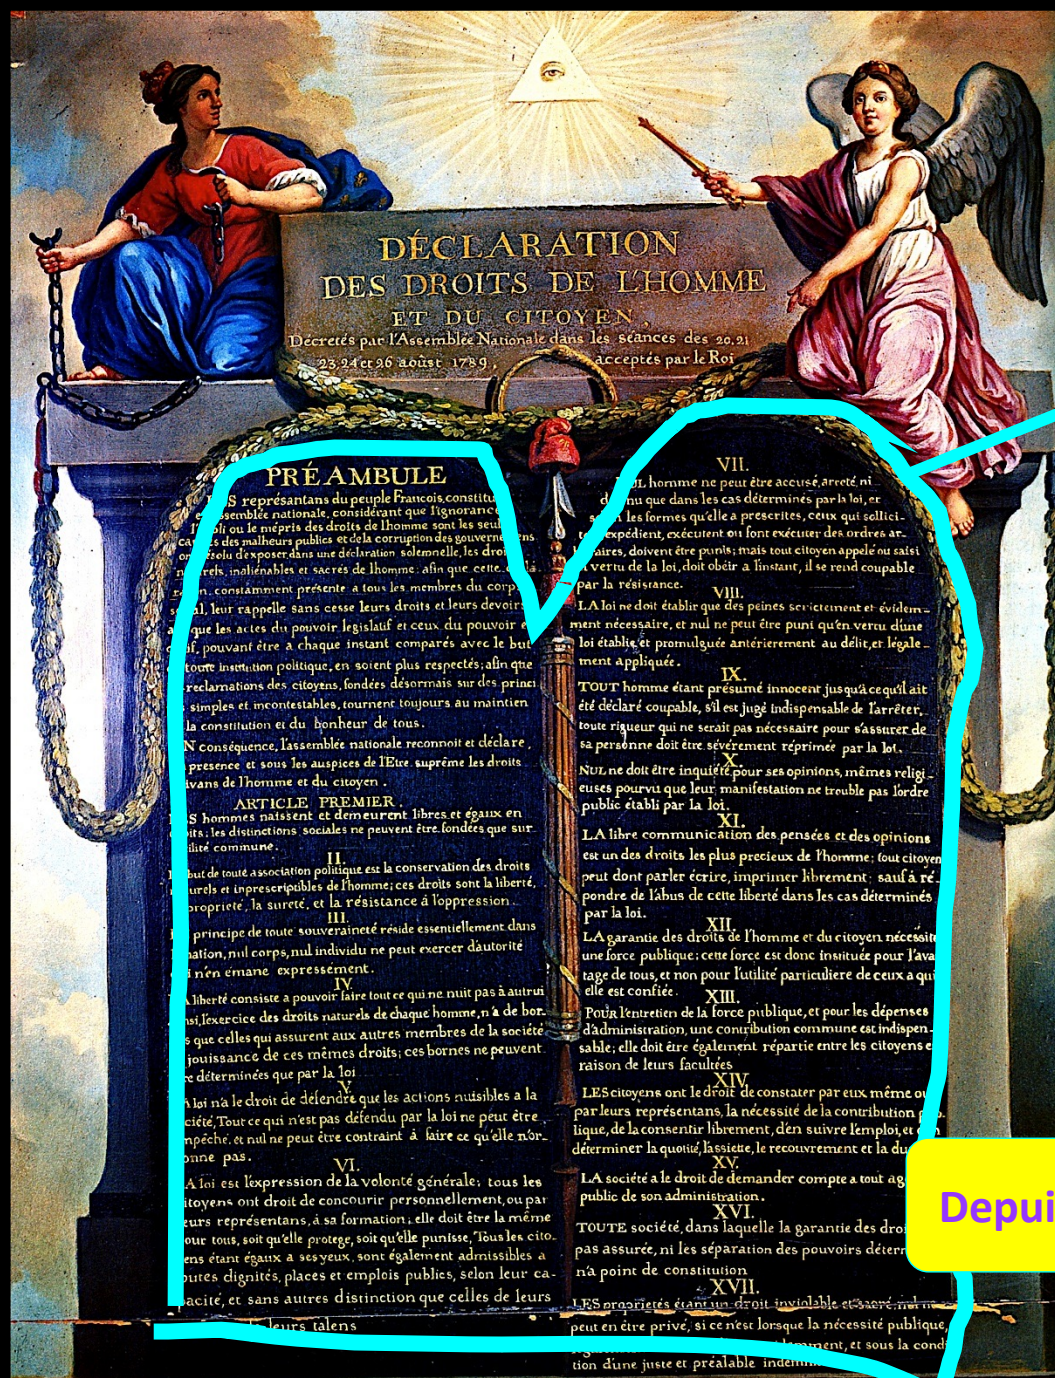 DÉCLARATION
DES DROITS DE L'HOMME
ET DU CITOYEN,
Décretés par l'Assemblée Nationale dans les séances des 20, 21
23, 24 et 26 aoûst 1789, acceptés par le Roi
PRÉAMBULE
représantans du peuple François, constitu
semblée nationale, considérant que l'ignoranc
ou le mépris des droits de lhomme sont les seul
des malheurs publics et de la corruption des gouverne
résolu d'exposer, dans une déclaration solemnelle, les droi
inaliénables et sacrés de lhomme: afin que cette
constamment présente a tous les membres du corp
leur rappelle sans cesse leurs droits et leurs devoirs
que les actes du pouvoir législatif et ceux du pouvoir
pouvant être a chaque instant comparés avec le but
toute institution politique, en soient plus respectés; afin que
reclamations des citoyens, fondées désormais sur des princi
simples et incontestables, tournent toujours au maintien
la constitution et du bonheur de tous.
N conséquence, l'assemblée nationale reconnoit et déclare,
presence et sous les auspices de l'Etre suprême les droits
ivans de l'homme et du citoyen.
ARTICLE PREMIER.
S hommes naissent et demeurent libres et égaux en
its; les distinctions sociales ne peuvent être fondées que sur
ilité commune.
II.
but de toute association politique est la conservation des droits
urels et inprescriptibles de l'homme; ces droits sont la liberté,
propriété, la sureté, et la résistance á l'oppression.
III.
principe de toute souveraineté réside essentiellement dans
nation, nul corps, nul individu ne peut exercer d'autorité
n'en émane expressément.
IV.
liberté consiste a pouvoir faire tout ce qui ne nuit pas à autrui
nsi, l'exercice des droits naturels de chaque homme, n'a de bor-
s que celles qui assurent aux autres membres de la société
jouissance de ces mêmes droits; ces bornes ne peuvent
déterminées que par la loi
V.
loi n'a le droit de défendre que les actions nuisibles a la
ciété, Tout ce qui n'est pas défendu par la loi ne peut être
mpêché, et nul ne peut être contraint à faire ce qu'elle n'or-
onne pas.
VI.
A loi est l'expression de la volonté générale; tous les
itoyens ont droit de concourir personnellement, ou par
eurs représentans, à sa formation; elle doit être la même
our tous, soit qu'elle protege, soit qu'elle punisse, Tous les cito-
ens étant égaux a ses yeux, sont également admissibles a
outes dignités, places et emplois publics, selon leur ca-
pacité, et sans autres distinction que celles de leurs
leurs talens
VII.
homme ne peut être accusé, arreté, ni
nu que dans les cas déterminés par la loi, et
les formes qu'elle a prescrites, ceux qui sollici-
expédient, exécutent ou font exécuter des ordres ar-
aires, doivent être punis; mais tout citoyen appelé ou saisi
vertu de la loi, doit obéir a l'instant, il se rend coupable
par la résistance.
VIII.
LA loi ne doit établir que des peines strictement et évidem-
ment nécessaire, et nul ne peut être puni qu'en vertu d'une
loi établie et promulguée antérierement au délit, et légale-
ment appliquée.
IX.
TOUT homme étant présumé innocent jusqu'a ce qu'il ait
été déclaré coupable, s'il est jugé indispensable de l'arrêter,
toute rigueur qui ne serait pas nécessaire pour s'assurer de
sa personne doit être sévèrement réprimée par la loi.
X.
NUL ne doit être inquiété pour ses opinions, mêmes religi-
euses pourvu que leur manifestation ne trouble pas l'ordre
public établi par la loi.
XI.
LA libre communication des pensées et des opinions
est un des droits les plus precieux de l'homme; tout citoyen
peut dont parler écrire, imprimer librement; sauf à ré-
pondre de l'âbus de cette liberté dans les cas déterminés
par la loi.
XII.
LA garantie des droits de l'homme et du citoyen nécessite
une force publique; cette force est donc instituée pour l'ava
tage de tous, et non pour l'utilité particuliere de ceux a qui
elle est confiée.
XIII.
POUR l'entretien de la force publique, et pour les dépenses
d'administration, une contribution commune est indispen-
sable; elle doit être également répartie entre les citoyens e
raison de leurs facultées
XIV
LES citoyens ont le droit de constater par eux même ou
par leurs représentans, la nécessité de la contribution
lique, de la consentir librement, d'en suivre l'emploi, et
déterminer la quotité, l'assiette, le recouvrement et la du
XV.
LA société a le droit de demander compte a tout ag
public de son administration.
XVI.
TOUTE société, dans laquelle la garantie des droi
pas assurée, ni les séparation des pouvoirs déterm
n'a point de constitution
XVII.
LES proprietés étant un droit inviolable et sacré, nul n
peut en être privé, si ce n'est lorsque la nécessité publique,
et sous la cond
tion d'une juste et préalable indemn
Depui